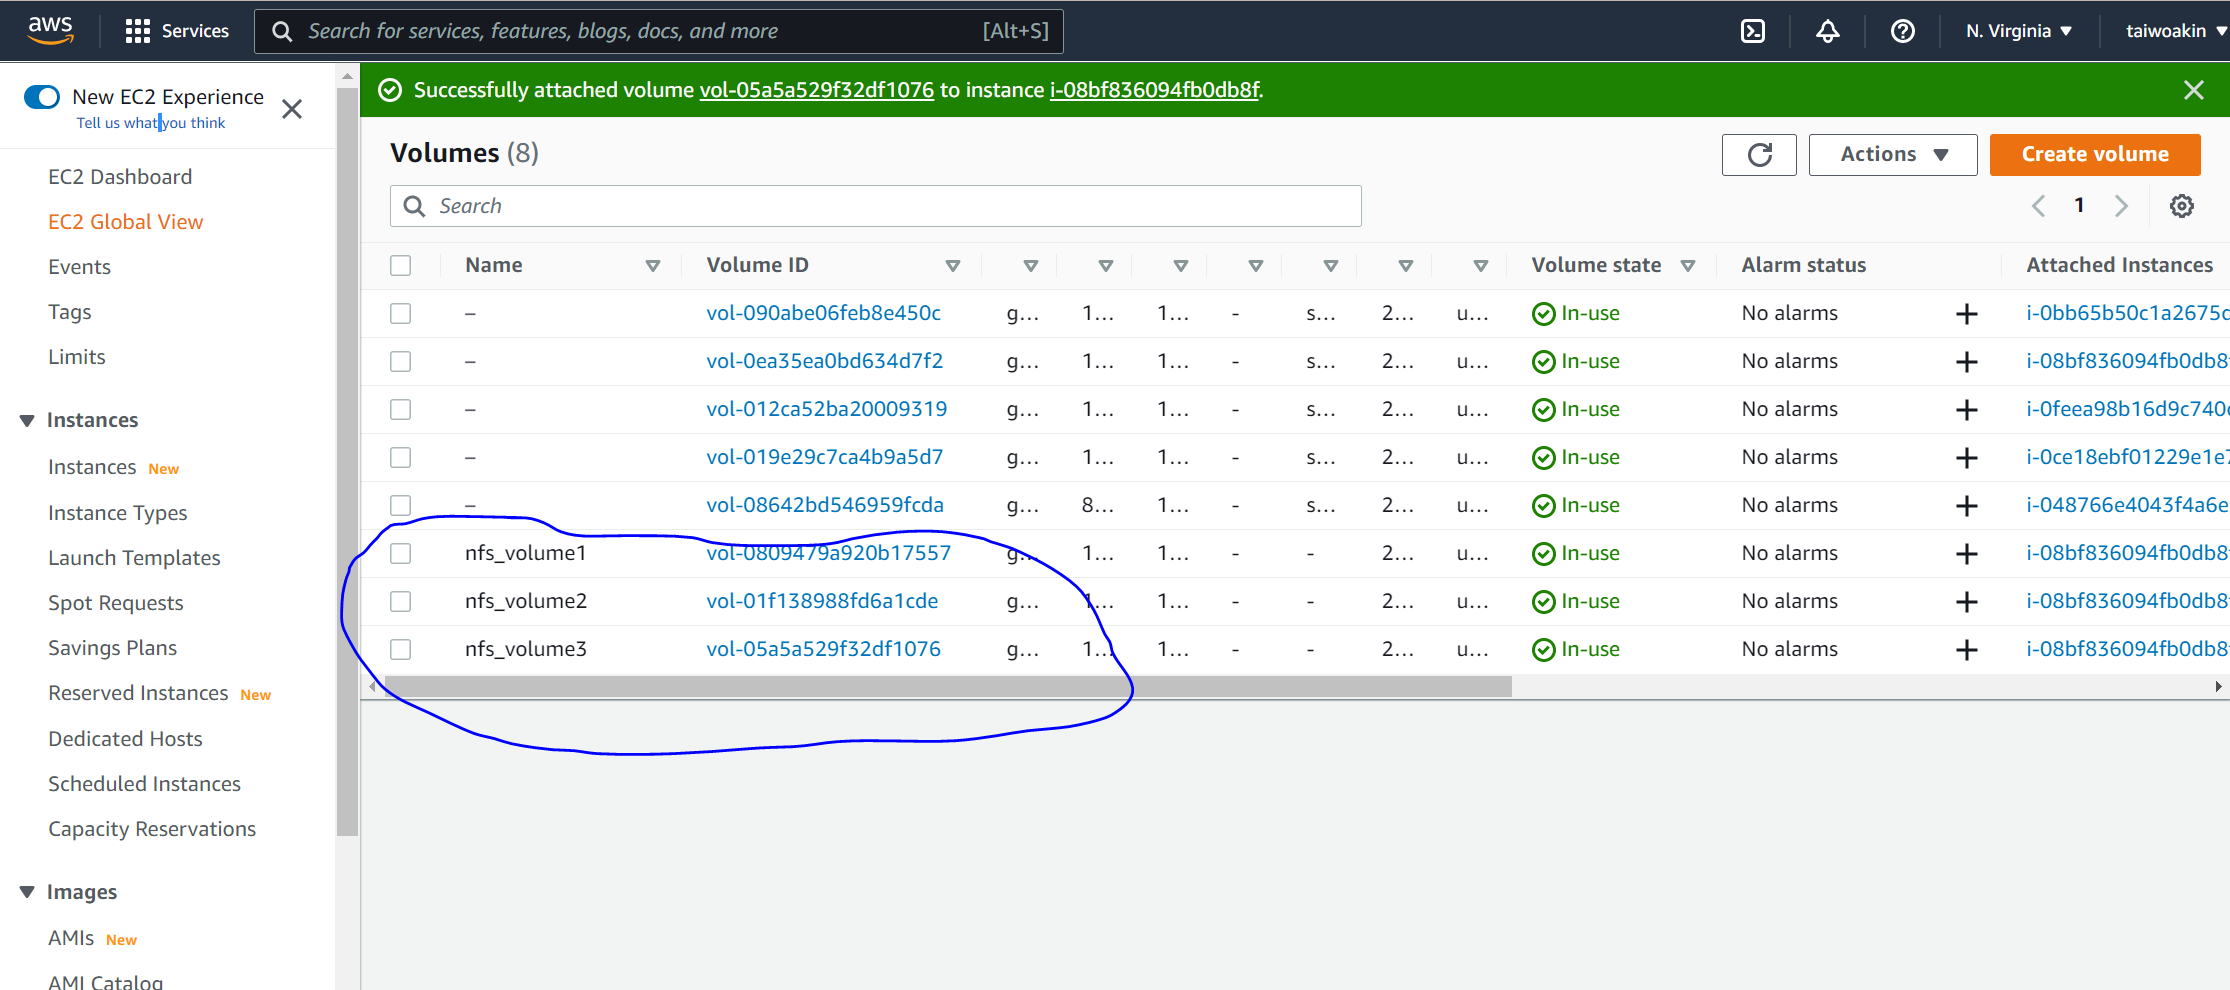 aws Services Search for services, features, blogs, docs, and more [Alt+S] N. Virginia taiwoakin
New EC2 Experience
Tell us what you think
EC2 Dashboard
EC2 Global View
Events
Tags
Limits
Instances
Instances New
Instance Types
Launch Templates
Spot Requests
Savings Plans
Reserved Instances New
Dedicated Hosts
Scheduled Instances
Capacity Reservations
Images
AMIs New
AMI Catalog
Successfully attached volume vol-05a5a529f32df1076 to instance i-08bf836094fb0db8f.
Volumes (8)
Actions
Create volume
Search
1
Name Volume ID Volume state Alarm status Attached Instances
– vol-090abe06feb8e450c g... 1... 1... - s... 2... u... In-use No alarms + i-0bb65b50c1a2675c
– vol-0ea35ea0bd634d7f2 g... 1... 1... - s... 2... u... In-use No alarms + i-08bf836094fb0db8f
– vol-012ca52ba20009319 g... 1... 1... - s... 2... u... In-use No alarms + i-0feea98b16d9c740
– vol-019e29c7ca4b9a5d7 g... 1... 1... - s... 2... u... In-use No alarms + i-0ce18ebf01229e1e7
– vol-08642bd546959fcda g... 8... 1... - s... 2... u... In-use No alarms + i-048766e4043f4a6e
nfs_volume1 vol-0809479a920b17557 g... 1... 1... - - 2... u... In-use No alarms + i-08bf836094fb0db8f
nfs_volume2 vol-01f138988fd6a1cde g... 1... 1... - - 2... u... In-use No alarms + i-08bf836094fb0db8f
nfs_volume3 vol-05a5a529f32df1076 g... 1... 1... - - 2... u... In-use No alarms + i-08bf836094fb0db8f